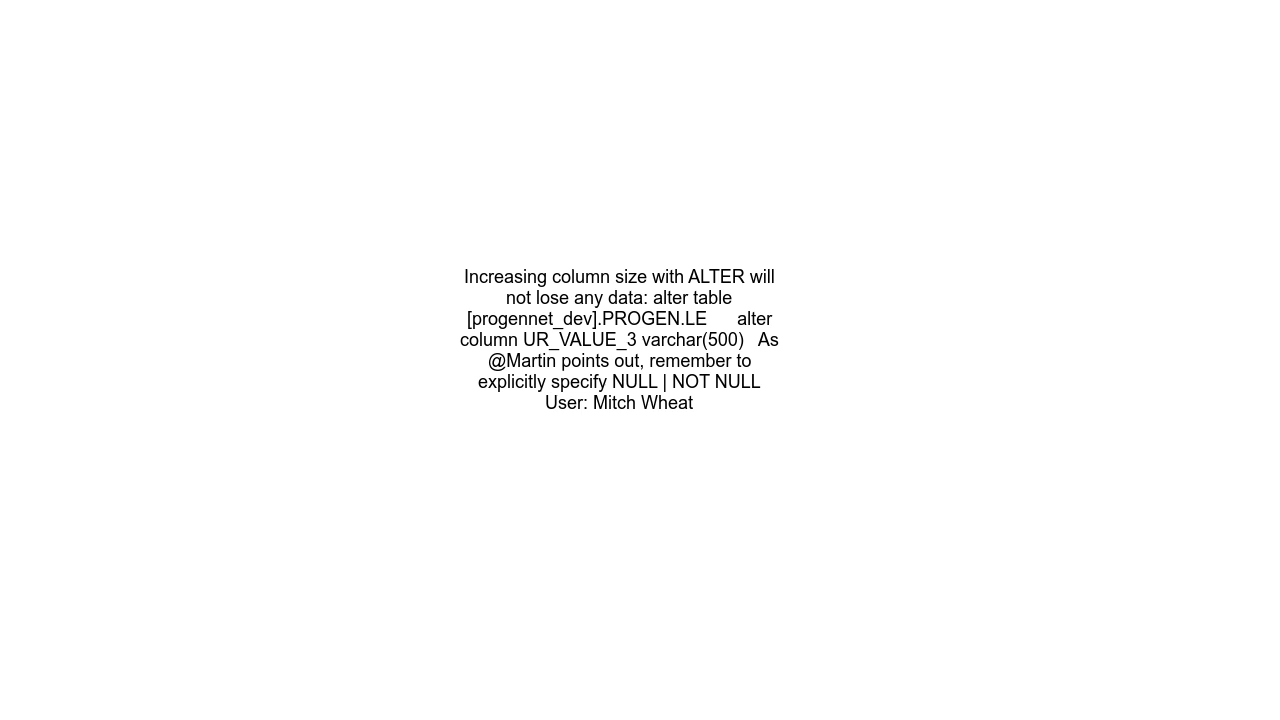 Increasing column size with ALTER will
not lose any data: alter table
[progennet_dev].PROGEN.LE      alter
column UR_VALUE_3 varchar(500)   As
@Martin points out, remember to
explicitly specify NULL | NOT NULL
User: Mitch Wheat